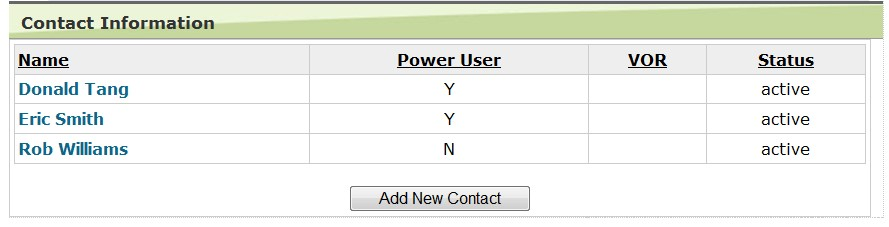 Contact Information
Name Power User VOR Status
Donald Tang Y active
Eric Smith Y active
Rob Williams N active
Add New Contact